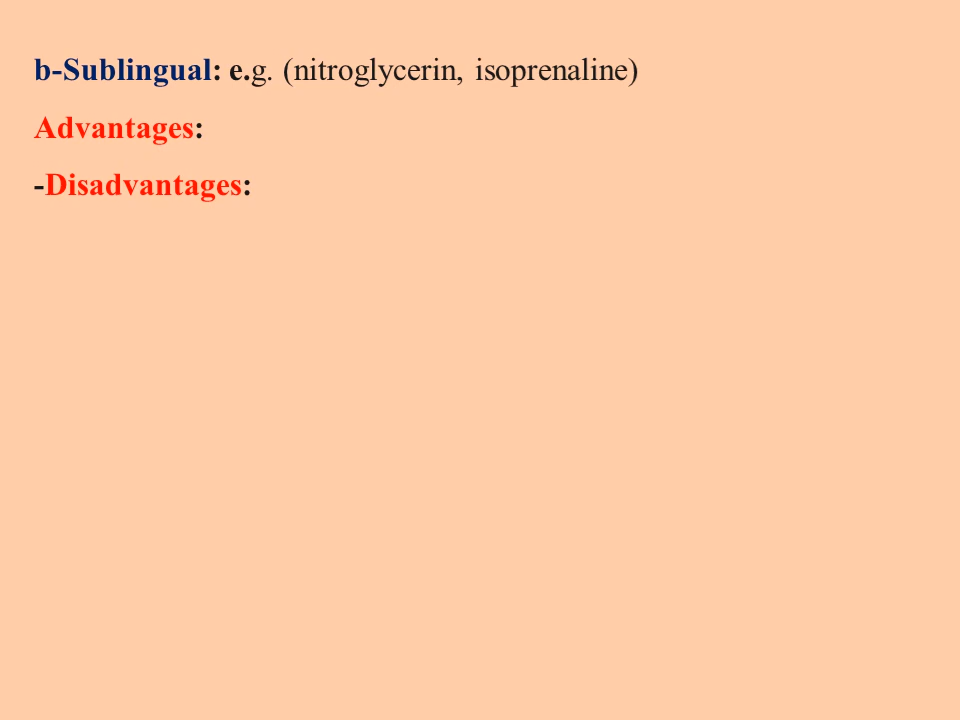 b-Sublingual: e.g. (nitroglycerin, isoprenaline)
Advantages:
-Disadvantages: